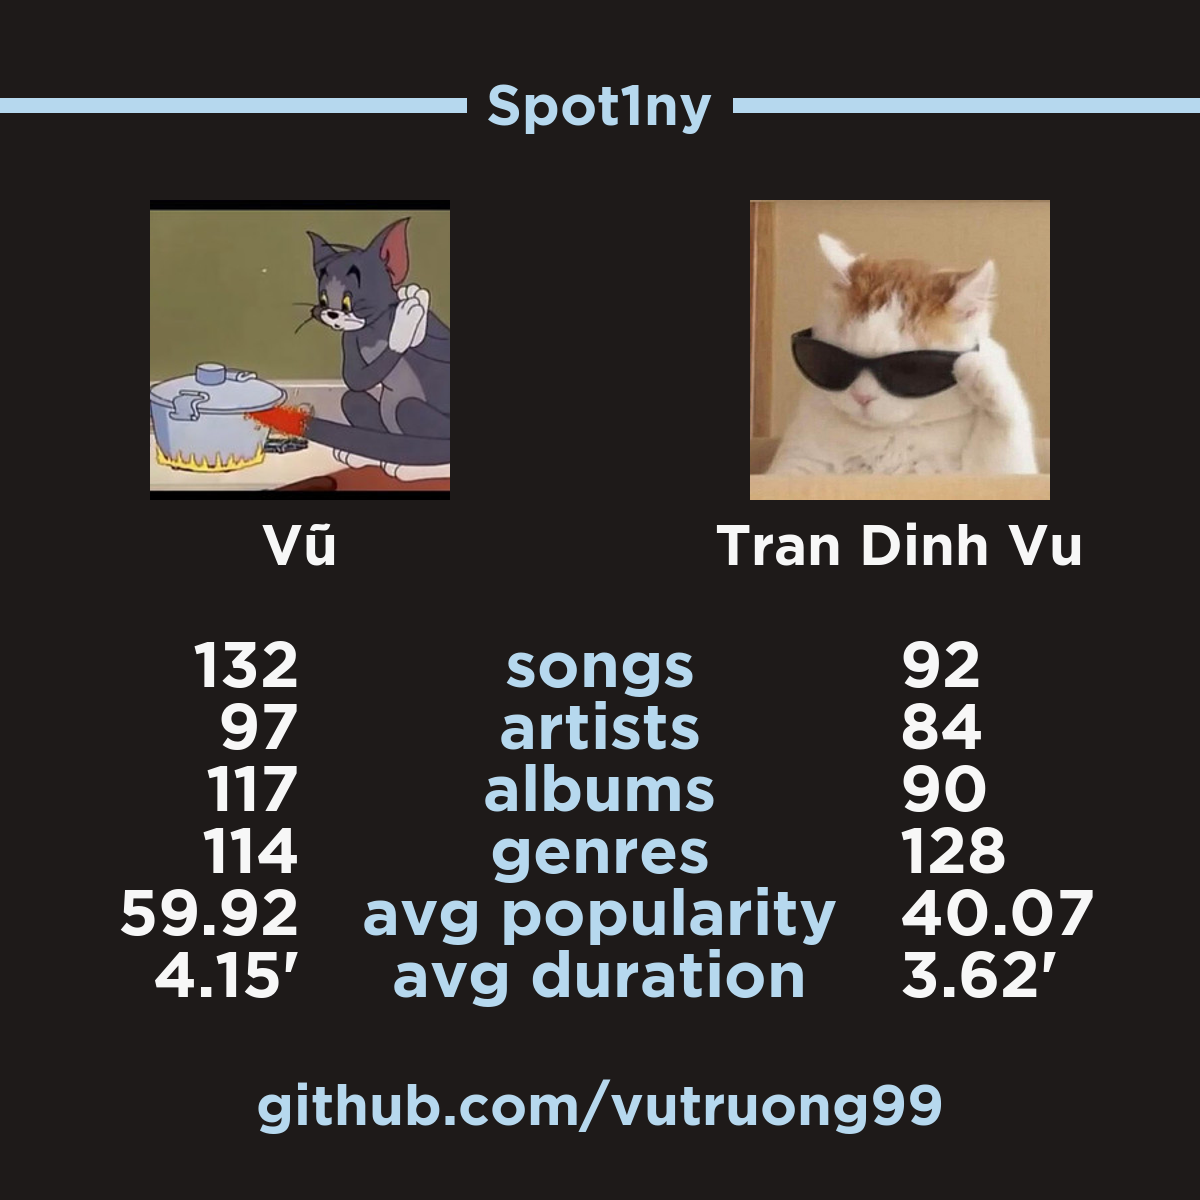 Spot1ny
Vũ
Tran Dinh Vu
132 songs 92
97 artists 84
117 albums 90
114 genres 128
59.92 avg popularity 40.07
4.15' avg duration 3.62'
github.com/vutruong99